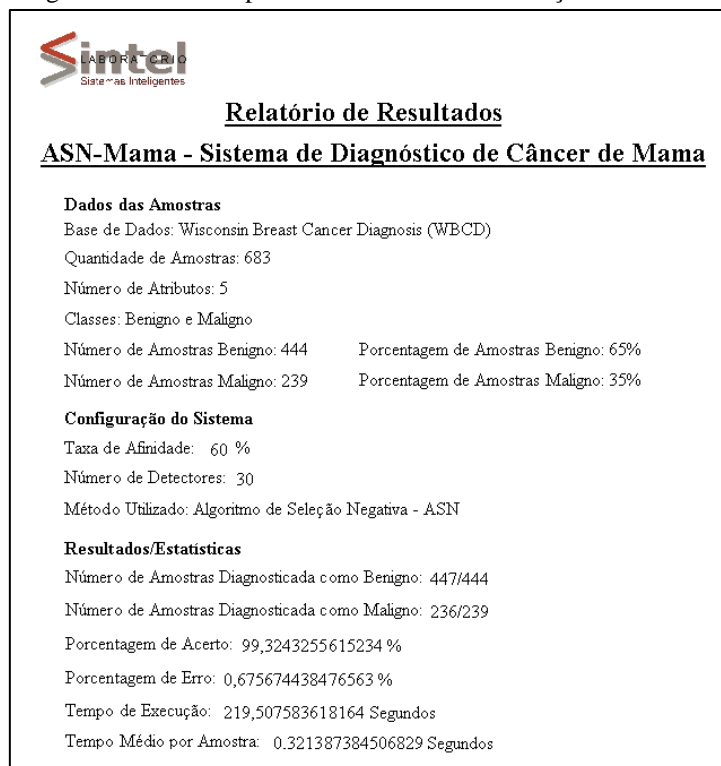 Sintel
LABORATORIO
Sistemas Inteligentes
Relatório de Resultados
ASN-Mama - Sistema de Diagnóstico de Câncer de Mama
Dados das Amostras
Base de Dados: Wisconsin Breast Cancer Diagnosis (WBCD)
Quantidade de Amostras: 683
Número de Atributos: 5
Classes: Benigno e Maligno
Número de Amostras Benigno: 444 Porcentagem de Amostras Benigno: 65%
Número de Amostras Maligno: 239 Porcentagem de Amostras Maligno: 35%
Configuração do Sistema
Taxa de Afinidade: 60 %
Número de Detectores: 30
Método Utilizado: Algoritmo de Seleção Negativa - ASN
Resultados/Estatísticas
Número de Amostras Diagnosticada como Benigno: 447/444
Número de Amostras Diagnosticada como Maligno: 236/239
Porcentagem de Acerto: 99,3243255615234 %
Porcentagem de Erro: 0,675674438476563 %
Tempo de Execução: 219,507583618164 Segundos
Tempo Médio por Amostra: 0.321387384506829 Segundos